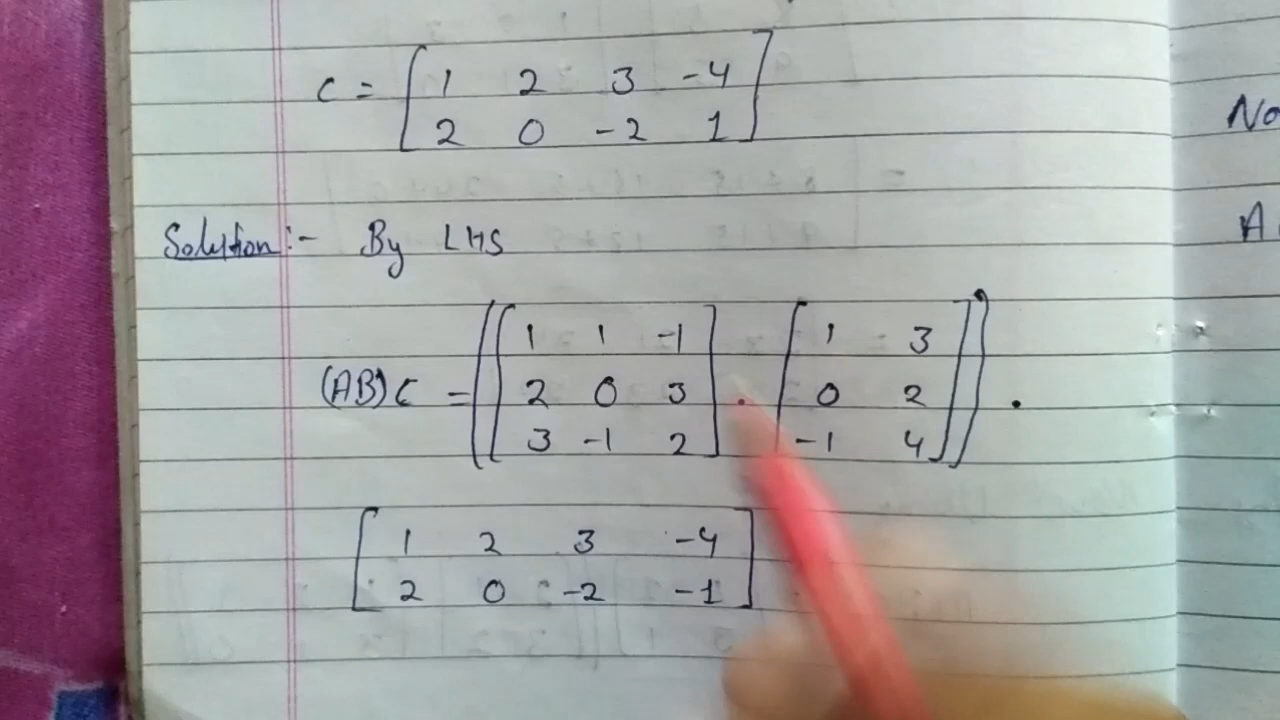 C = [ 1 2 3 -4
2 0 -2 1 ]
Solution :- By LHS
(AB)C = ( [ 1 1 -1
2 0 3
3 -1 2 ] . [ 1 3
0 2
-1 4 ] ) .
[ 1 2 3 -4
2 0 -2 -1 ]